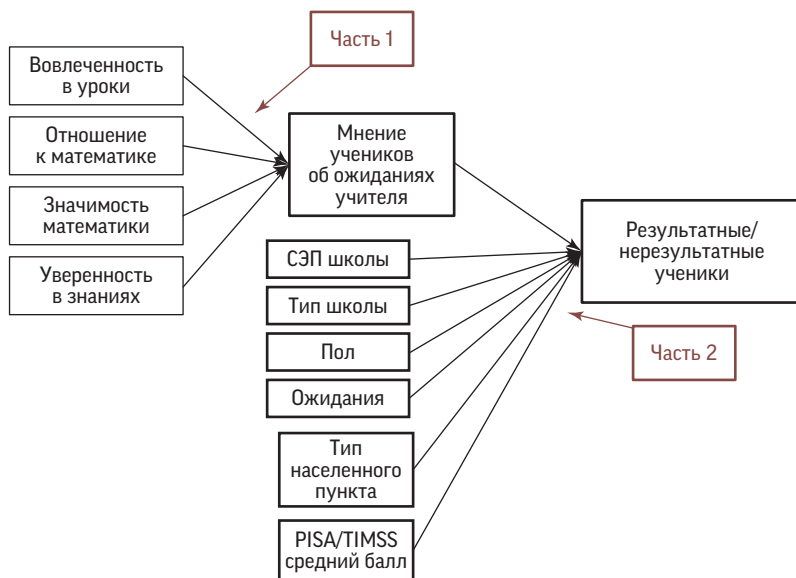 Часть 1
Вовлеченность
в уроки
Отношение
к математике
Значимость
математики
Уверенность
в знаниях
Мнение
учеников
об ожиданиях
учителя
СЭП школы
Тип школы
Пол
Ожидания
Тип
населенного
пункта
PISA/TIMSS
средний балл
Результатные/
нерезультатные
ученики
Часть 2